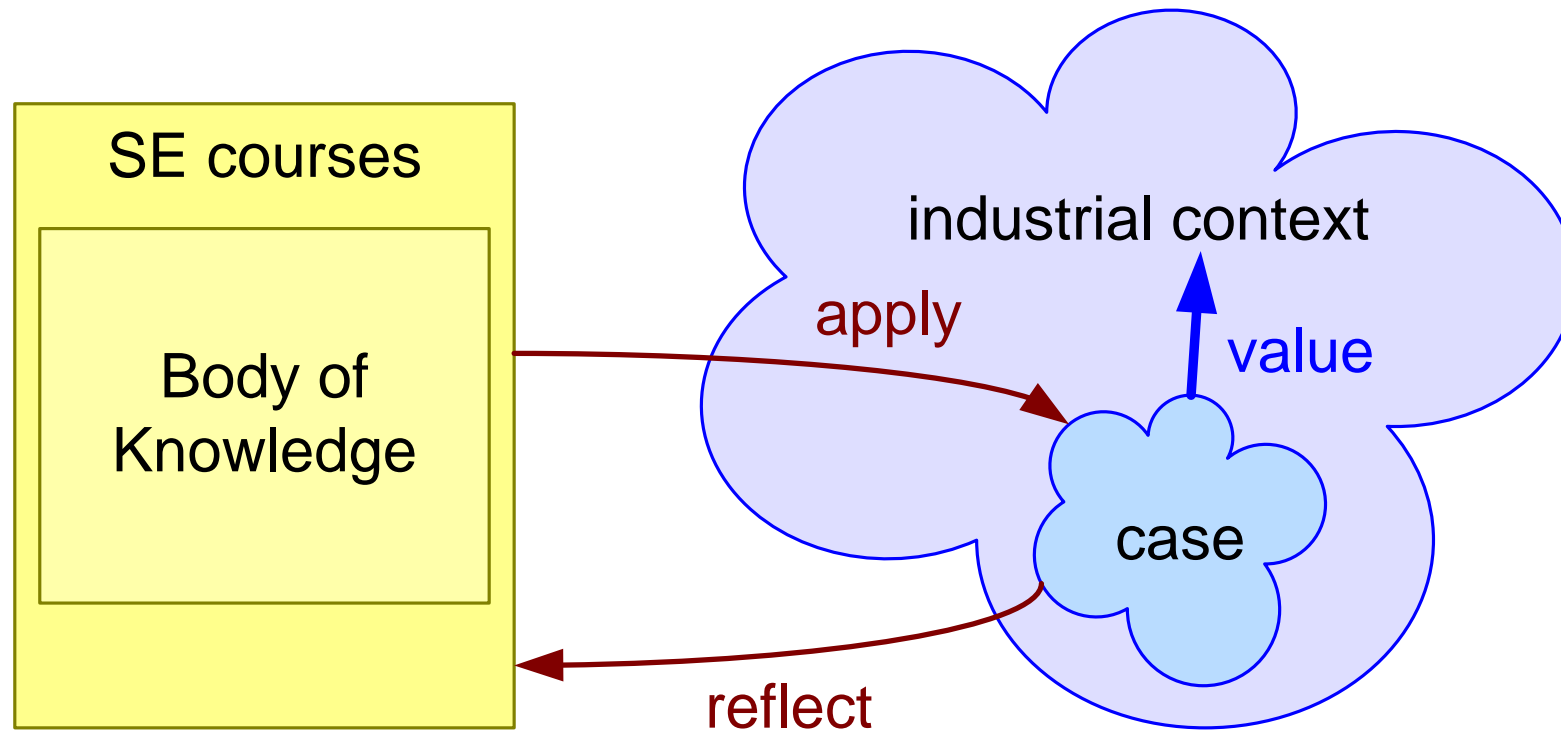 SE courses
Body of
Knowledge
industrial context
apply
value
case
reflect